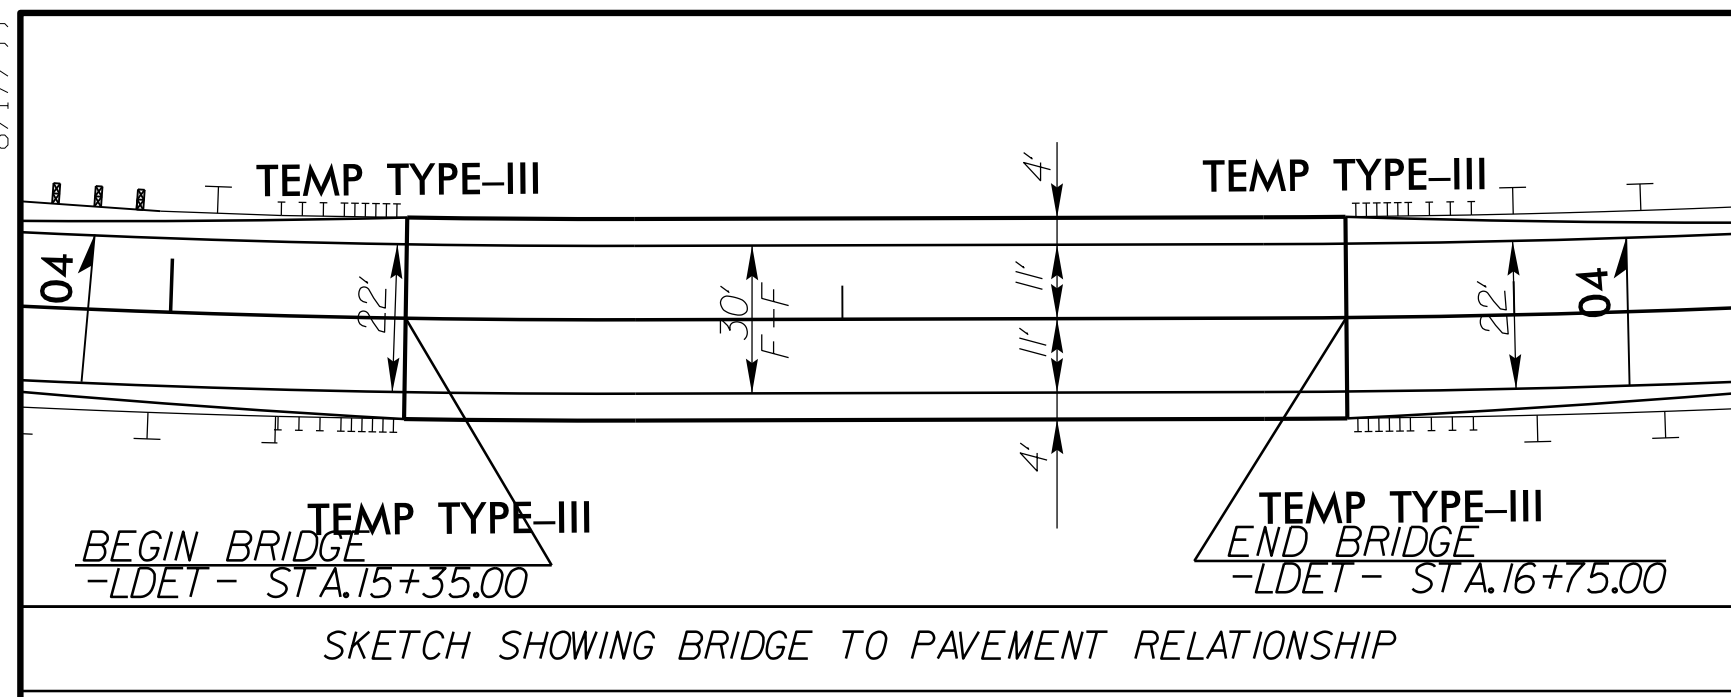 TEMP TYPE-III
TEMP TYPE-III
4'
04
22'
30'
F-F
11'
11'
22'
04
4'
TEMP TYPE-III
TEMP TYPE-III
BEGIN BRIDGE
-LDET- STA.15+35.00
END BRIDGE
-LDET- STA.16+75.00
SKETCH SHOWING BRIDGE TO PAVEMENT RELATIONSHIP